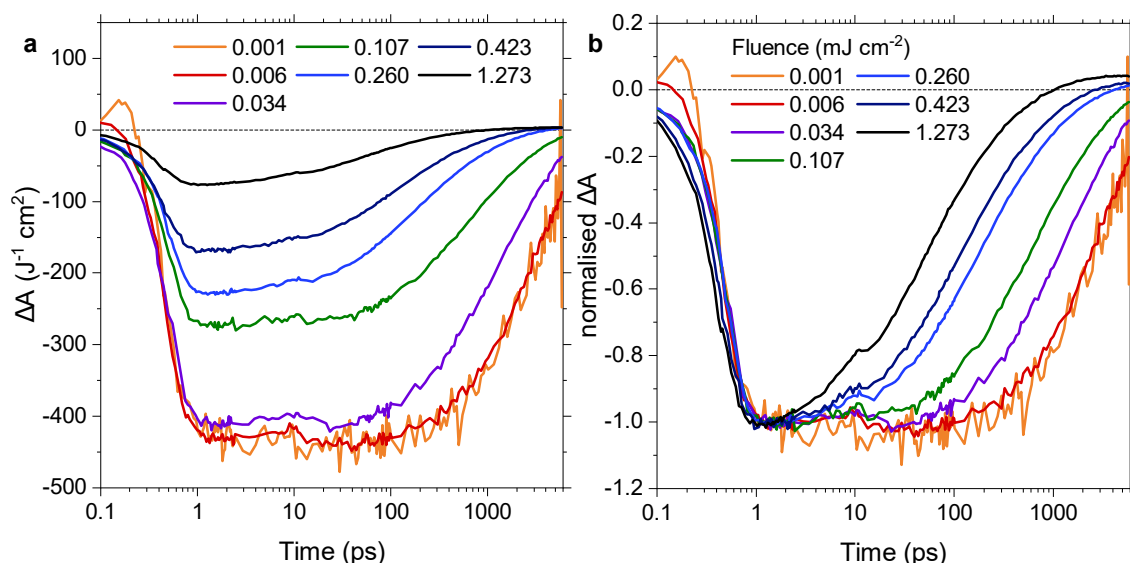 a
0.001 0.107 0.423
0.006 0.260 1.273
0.034
100
0
-100
-200
-300
-400
-500
ΔA (J⁻¹ cm²)
0.1 1 10 100 1000
Time (ps)
b
Fluence (mJ cm⁻²)
0.001 0.260
0.006 0.423
0.034 1.273
0.107
0.2
0.0
-0.2
-0.4
-0.6
-0.8
-1.0
-1.2
normalised ΔA
0.1 1 10 100 1000
Time (ps)